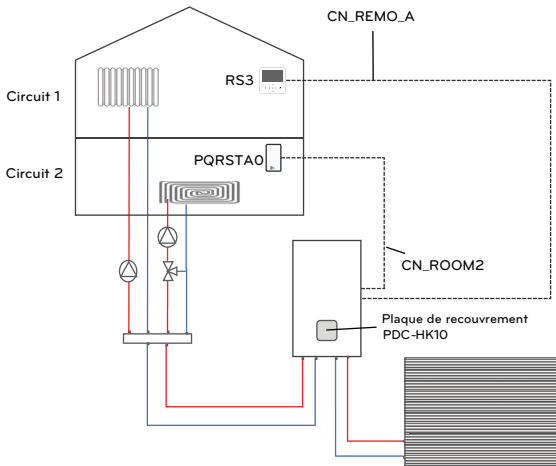 CN_REMO_A
RS3
Circuit 1
PQRSTA0
Circuit 2
CN_ROOM2
Plaque de recouvrement
PDC-HK10